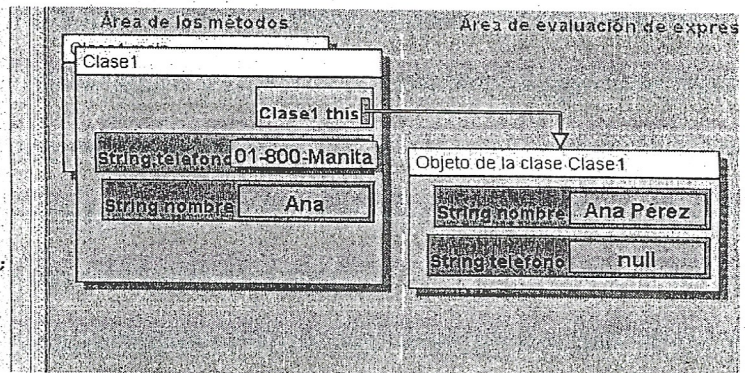 Área de los métodos
Área de evaluación de expres
Clase1
Clase1 this
String telefono 01-800-Manita
String nombre Ana
Objeto de la clase Clase1
String nombre Ana Pérez
String telefono null